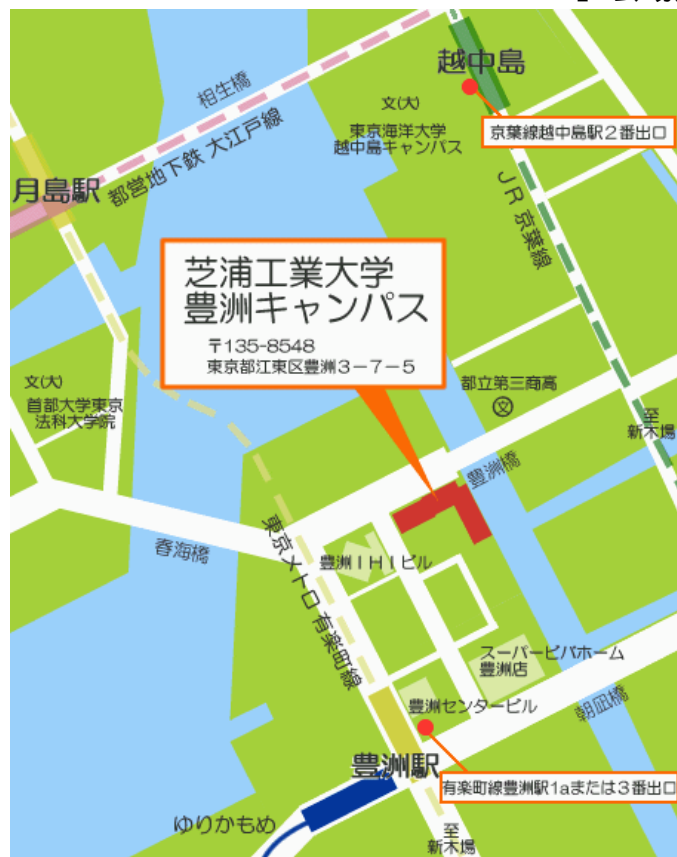 越中島
相生橋
文(大)
東京海洋大学
越中島キャンパス
京葉線越中島駅2番出口
都営地下鉄 大江戸線
月島駅
JR 京葉線
芝浦工業大学
豊洲キャンパス
〒135-8548
東京都江東区豊洲3-7-5
文(大)
首都大学東京
法科大学院
都立第三商高
文
至
新木場
豊洲橋
春海橋
東京メトロ 有楽町線
豊洲IHIビル
スーパービバホーム
豊洲店
豊洲センタービル
朝凪橋
豊洲駅
有楽町線豊洲駅1aまたは3番出口
ゆりかもめ
至
新木場